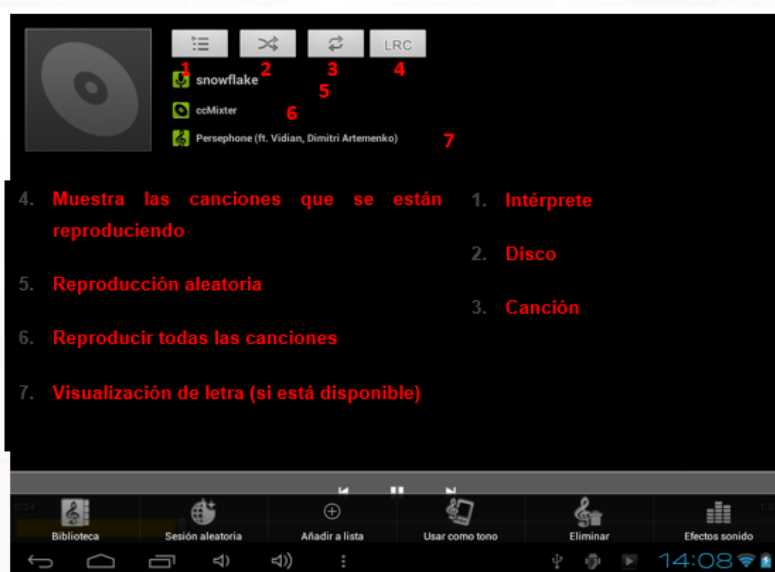 LRC
1 2 3 4
snowflake
5
ccMixter
6
Persephone (ft. Vidian, Dimitri Artemenko)
7
4. Muestra las canciones que se están
reproduciendo
5. Reproducción aleatoria
6. Reproducir todas las canciones
7. Visualización de letra (si está disponible)
1. Intérprete
2. Disco
3. Canción
0:24
Biblioteca
Sesión aleatoria
Añadir a lista
Usar como tono
Eliminar
Efectos sonido
14:08